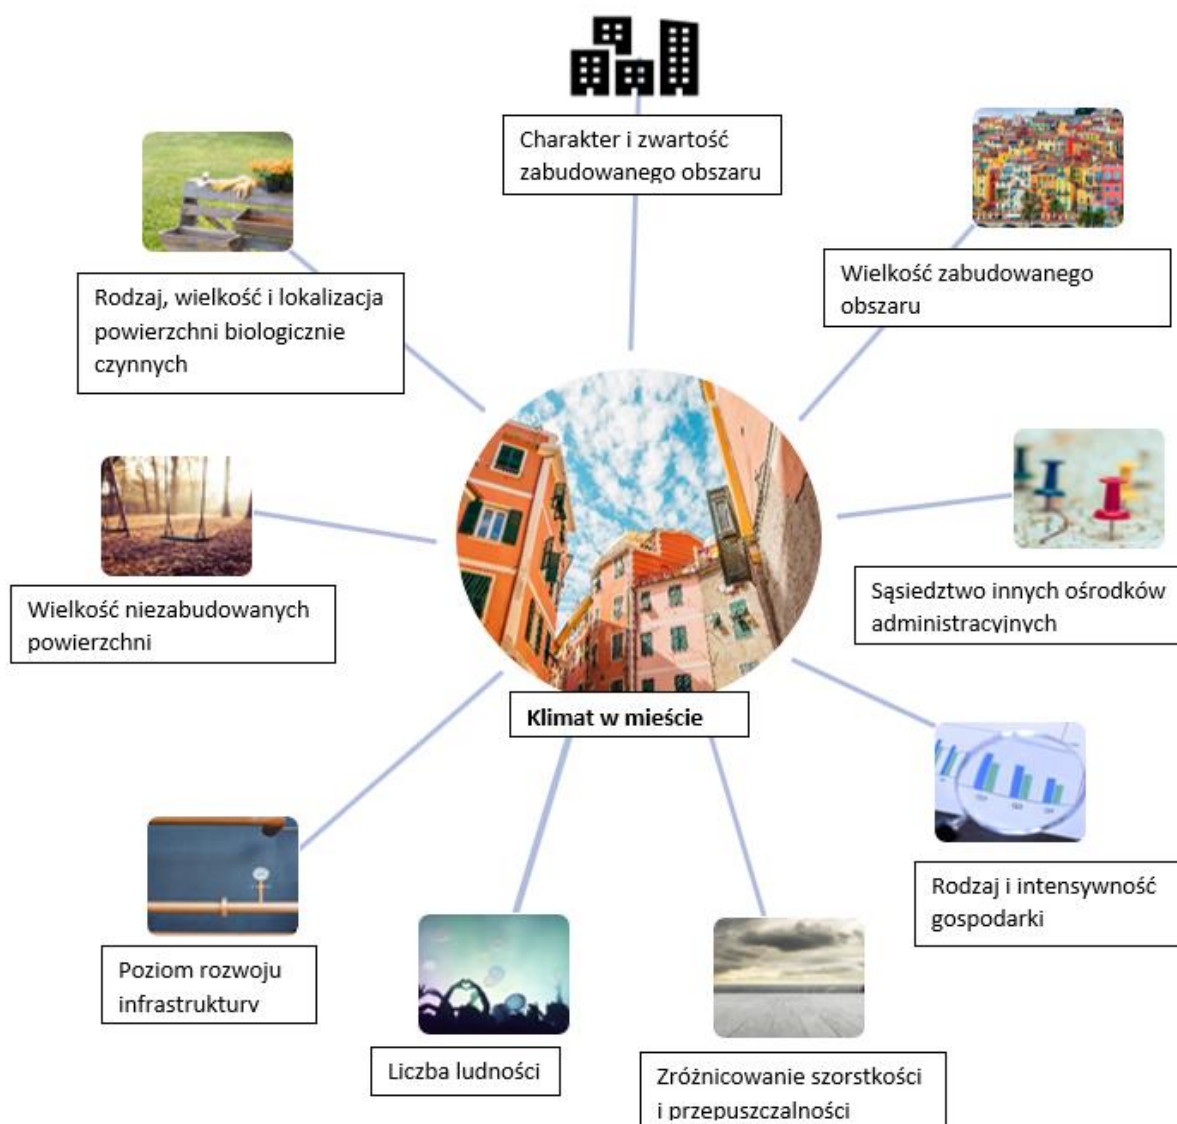 Charakter i zwartość
zabudowanego obszaru
Wielkość zabudowanego
obszaru
Rodzaj, wielkość i lokalizacja
powierzchni biologicznie
czynnych
Sąsiedztwo innych ośrodków
administracyjnych
Wielkość niezabudowanych
powierzchni
Klimat w mieście
Rodzaj i intensywność
gospodarki
Poziom rozwoju
infrastruktury
Liczba ludności
Zróżnicowanie szorstkości
i przepuszczalności